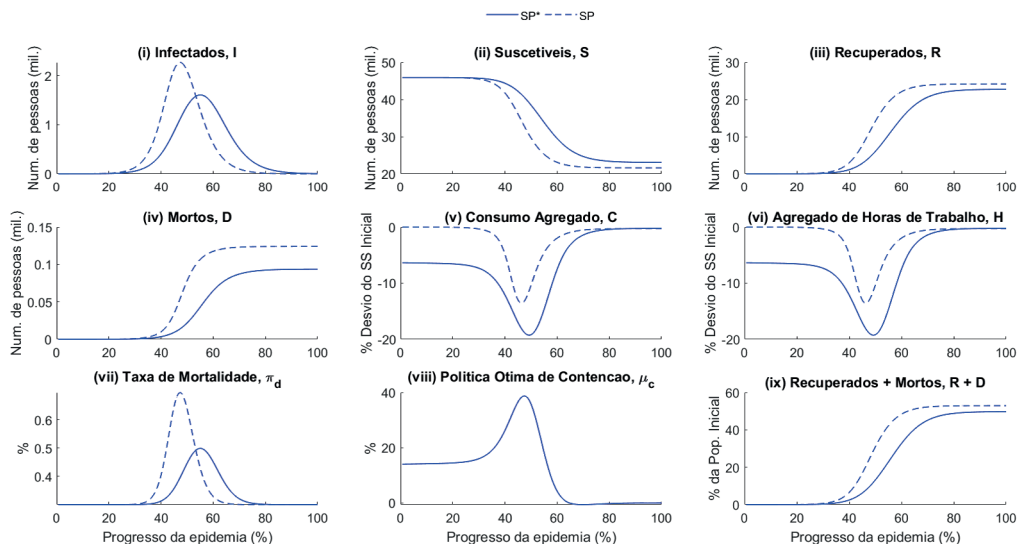 SP* SP
(i) Infectados, I
(ii) Suscetiveis, S
(iii) Recuperados, R
Num. de pessoas (mil.)
2
1
0
0 20 40 60 80 100
Num. de pessoas (mil.)
50
40
30
20
0 20 40 60 80 100
Num. de pessoas (mil.)
30
20
10
0
0 20 40 60 80 100
(iv) Mortos, D
(v) Consumo Agregado, C
(vi) Agregado de Horas de Trabalho, H
Num. de pessoas (mil.)
0.15
0.1
0.05
0
0 20 40 60 80 100
% Desvio do SS Inicial
0
-10
-20
0 20 40 60 80 100
% Desvio do SS Inicial
0
-10
-20
0 20 40 60 80 100
(vii) Taxa de Mortalidade, π_d
(viii) Politica Otima de Contencao, μ_c
(ix) Recuperados + Mortos, R + D
%
0.6
0.5
0.4
0 20 40 60 80 100
Progresso da epidemia (%)
%
40
20
0
0 20 40 60 80 100
Progresso da epidemia (%)
% da Pop. Inicial
60
40
20
0
0 20 40 60 80 100
Progresso da epidemia (%)